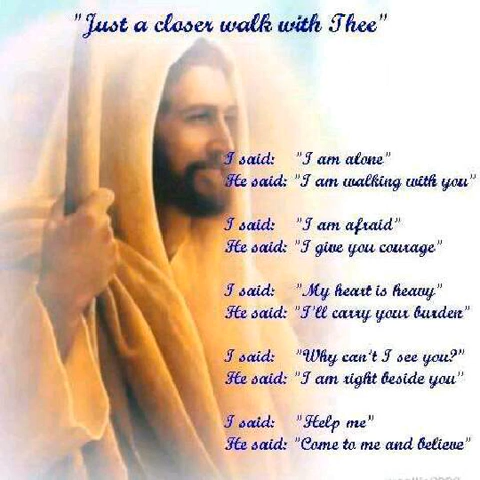 "Just a closer walk with Thee"
I said: "I am alone"
He said: "I am walking with you"
I said: "I am afraid"
He said: "I give you courage"
I said: "My heart is heavy"
He said: "I'll carry your burden"
I said: "Why can't I see you?"
He said: "I am right beside you"
I said: "Help me"
He said: "Come to me and believe"